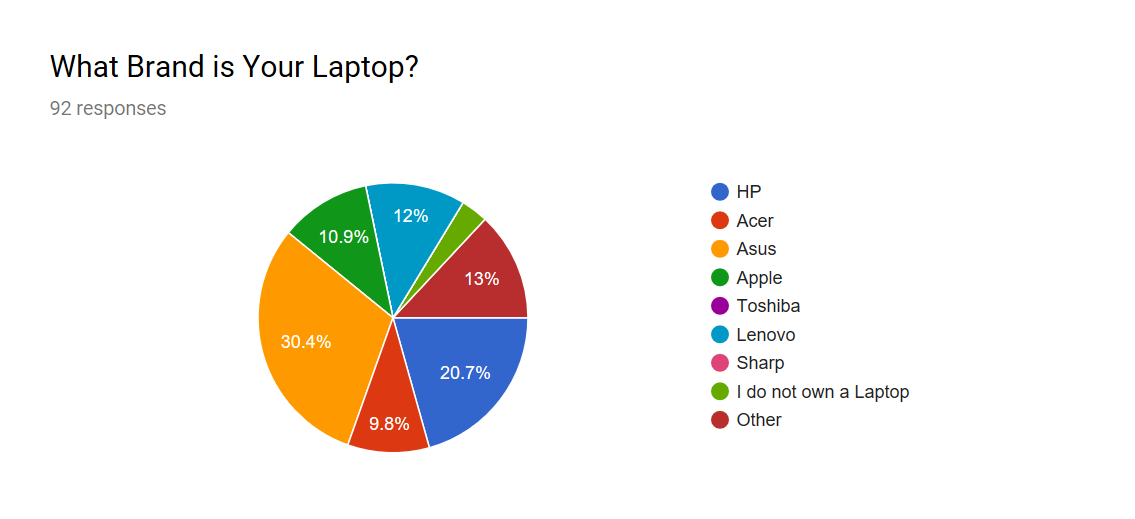 What Brand is Your Laptop?
92 responses
12%
10.9%
13%
30.4%
20.7%
9.8%
HP
Acer
Asus
Apple
Toshiba
Lenovo
Sharp
I do not own a Laptop
Other